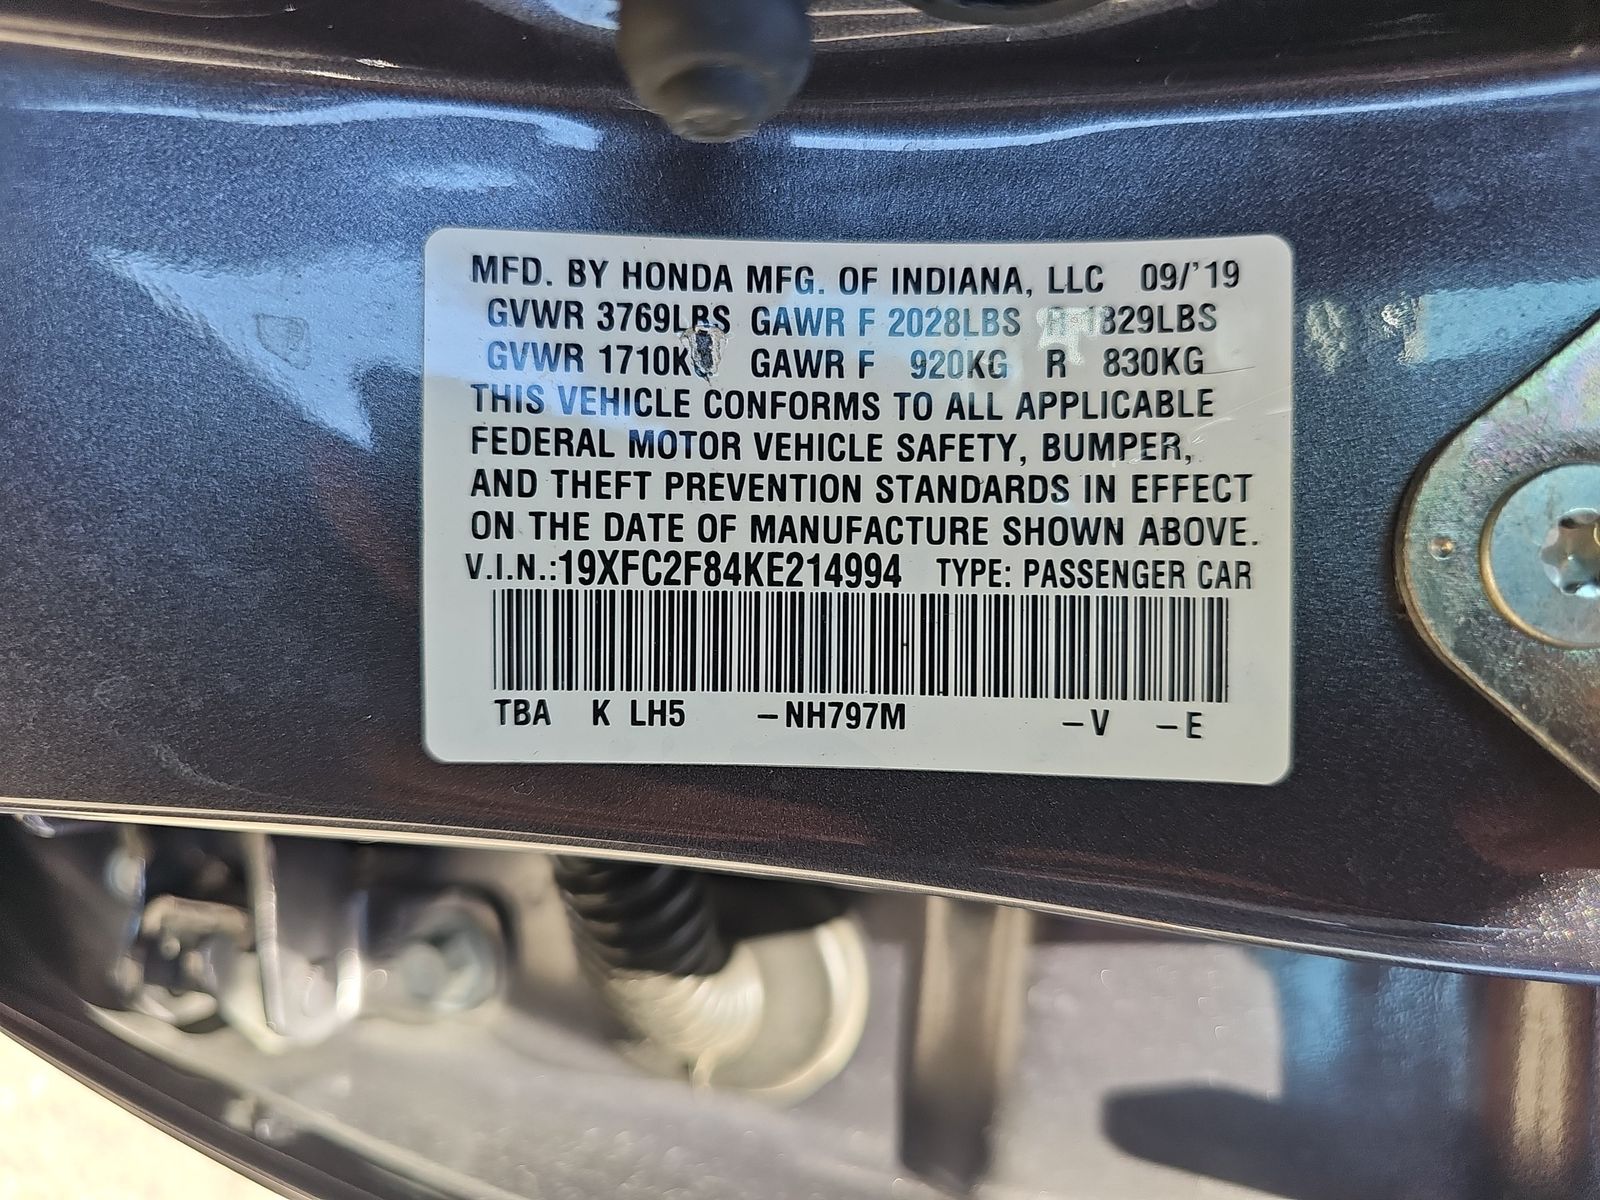 MFD. BY HONDA MFG. OF INDIANA, LLC 09/'19
GVWR 3769LBS GAWR F 2028LBS R 1829LBS
GVWR 1710KG GAWR F 920KG R 830KG
THIS VEHICLE CONFORMS TO ALL APPLICABLE
FEDERAL MOTOR VEHICLE SAFETY, BUMPER,
AND THEFT PREVENTION STANDARDS IN EFFECT
ON THE DATE OF MANUFACTURE SHOWN ABOVE.
V.I.N.:19XFC2F84KE214994 TYPE: PASSENGER CAR
TBA K LH5 -NH797M -V -E